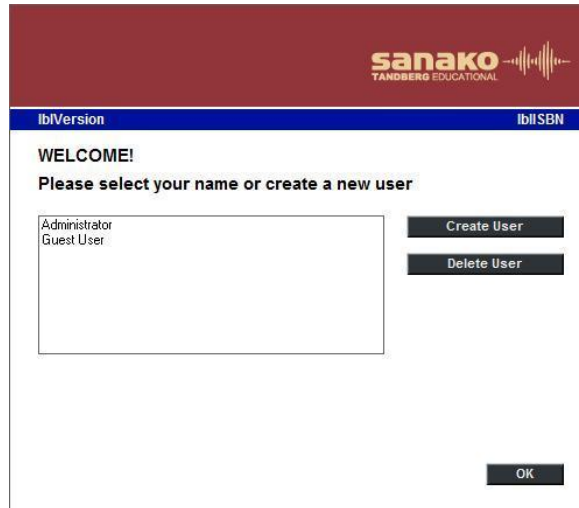 sanako
TANDBERG EDUCATIONAL
lblVersion lblISBN
WELCOME!
Please select your name or create a new user
Administrator
Guest User
Create User
Delete User
OK